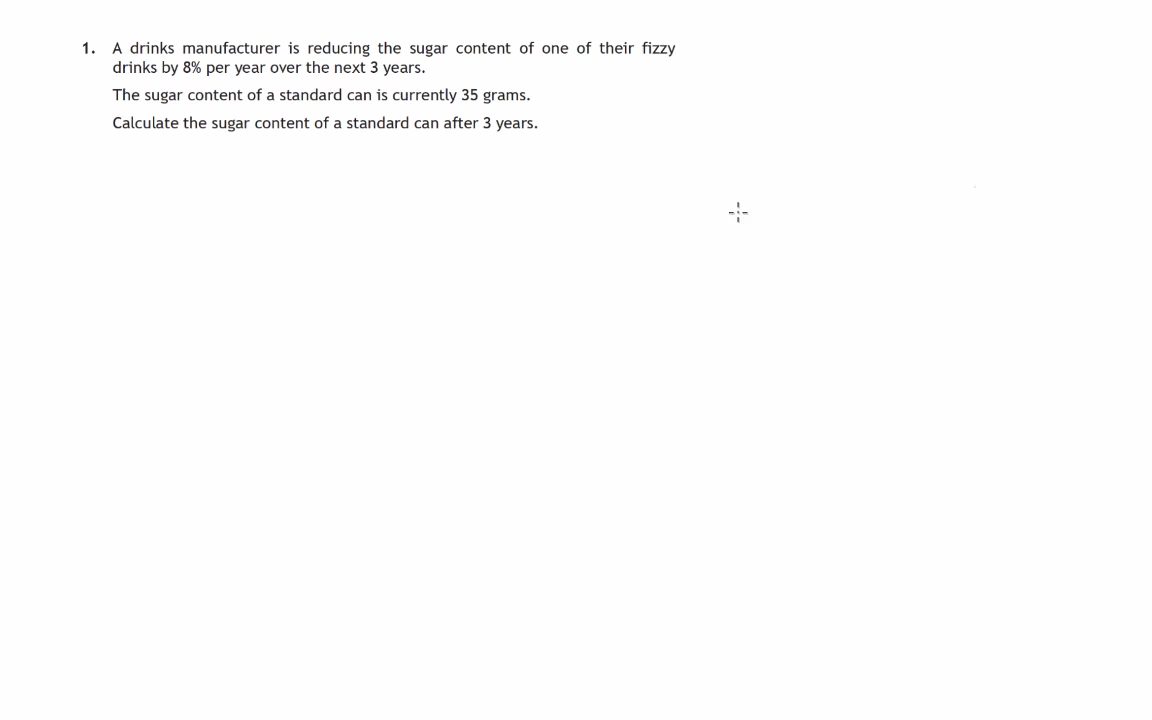 1. A drinks manufacturer is reducing the sugar content of one of their fizzy
drinks by 8% per year over the next 3 years.
The sugar content of a standard can is currently 35 grams.
Calculate the sugar content of a standard can after 3 years.